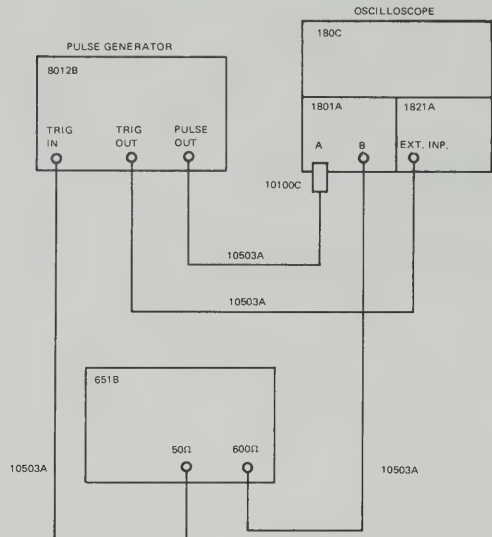 OSCILLOSCOPE
180C
PULSE GENERATOR
8012B
1801A
1821A
TRIG IN
TRIG OUT
PULSE OUT
A
B
EXT. INP.
10100C
10503A
10503A
651B
50Ω
600Ω
10503A
10503A